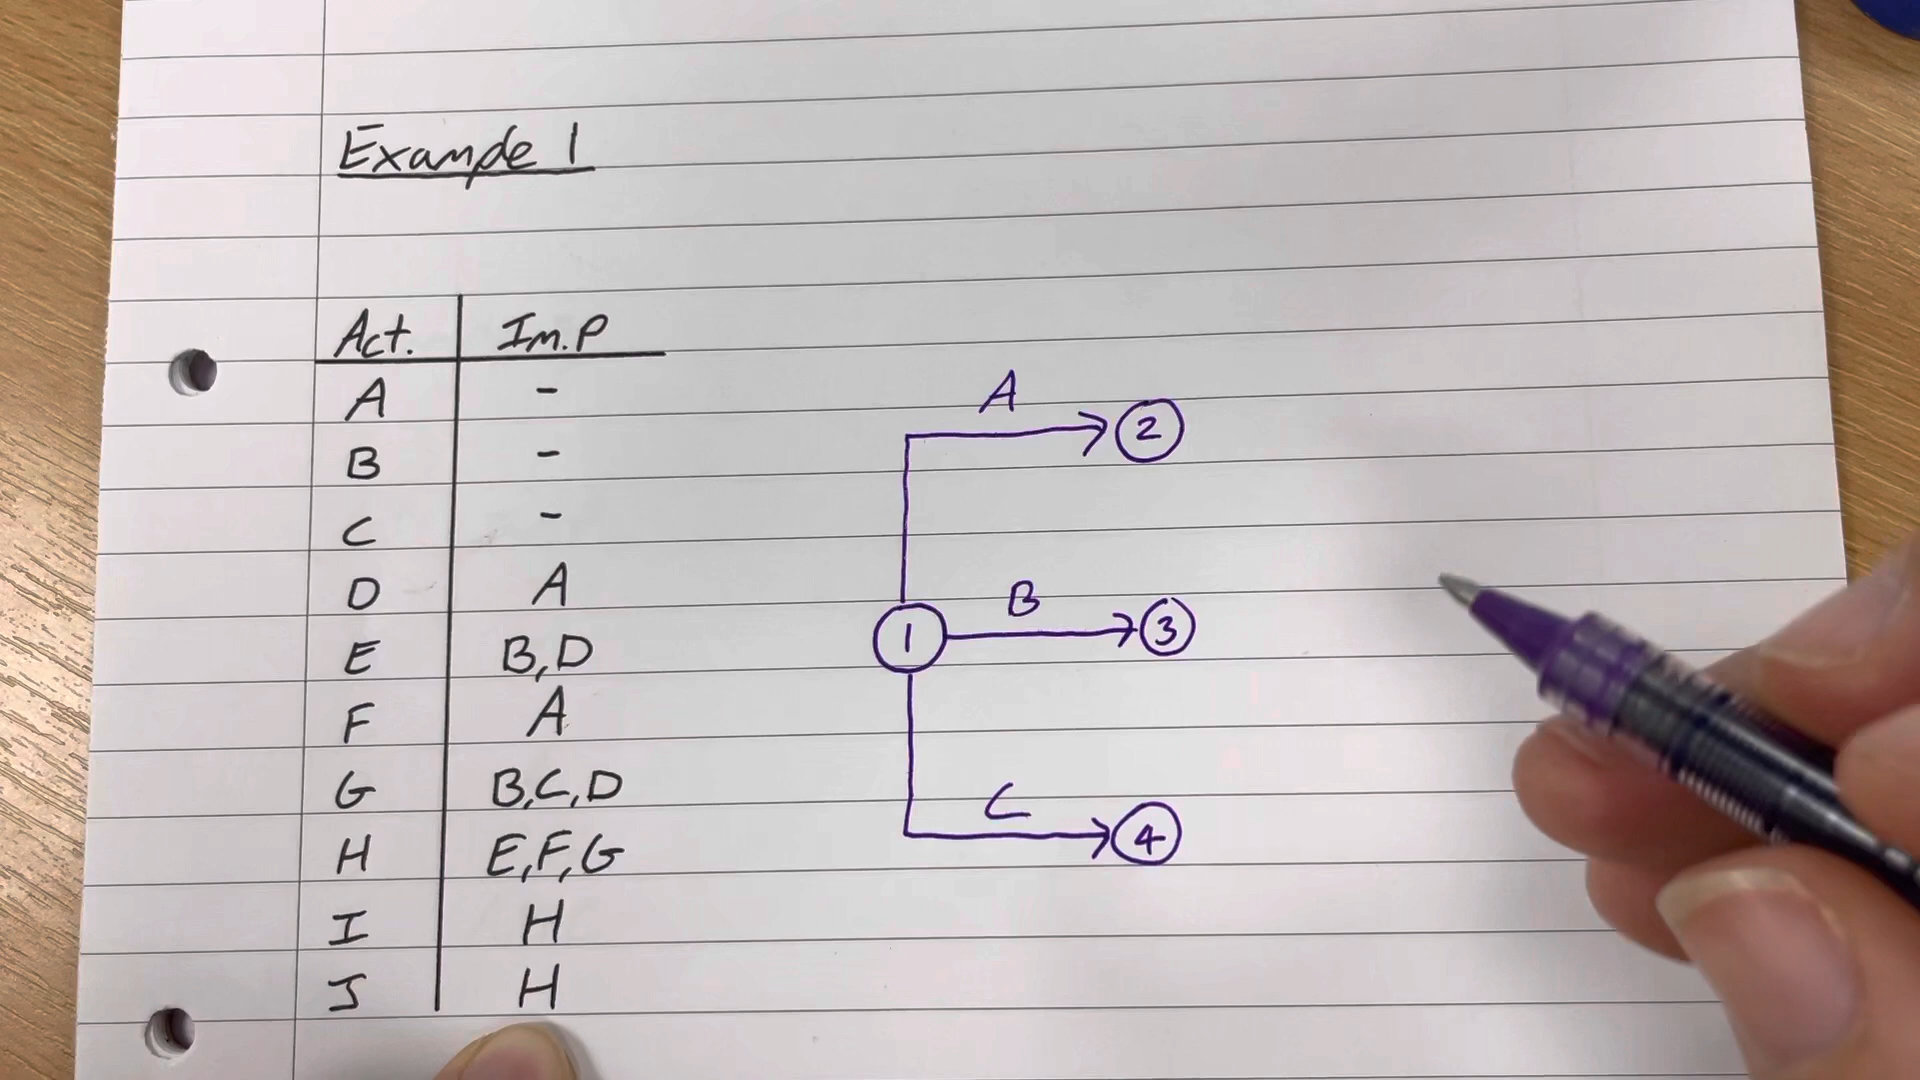 Example 1
Act. Im.P
A -
B -
C -
D A
E B,D
F A
G B,C,D
H E,F,G
I H
J H
A
2
B
1 3
C
4